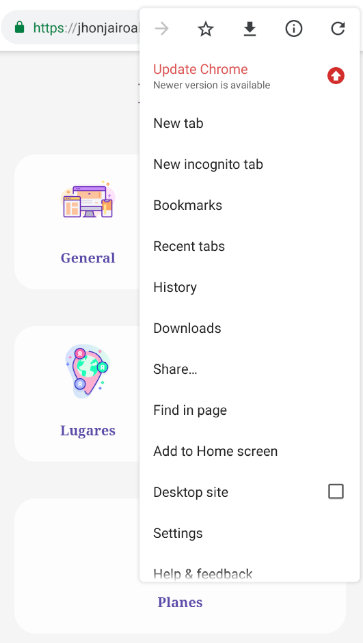 https://jhonjairoa
Update Chrome
Newer version is available
New tab
New incognito tab
Bookmarks
Recent tabs
History
Downloads
Share...
Find in page
Add to Home screen
Desktop site
Settings
Help & feedback
General
Lugares
Planes